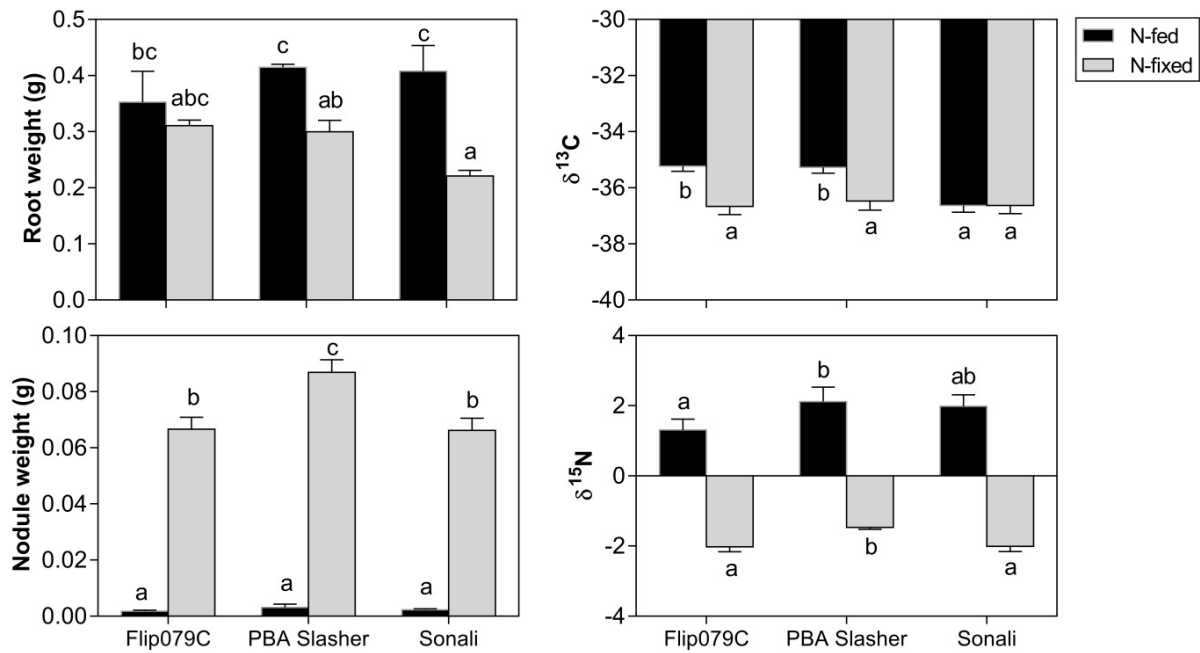 Root weight (g)
0.5
0.4
0.3
0.2
0.1
0.0
bc
abc
c
ab
c
a
δ13C
-30
-32
-34
-36
-38
-40
b
a
b
a
a
a
N-fed
N-fixed
Nodule weight (g)
0.10
0.08
0.06
0.04
0.02
0.00
a
b
a
c
a
b
Flip079C PBA Slasher Sonali
δ15N
4
2
0
-2
-4
a
a
b
b
ab
a
Flip079C PBA Slasher Sonali